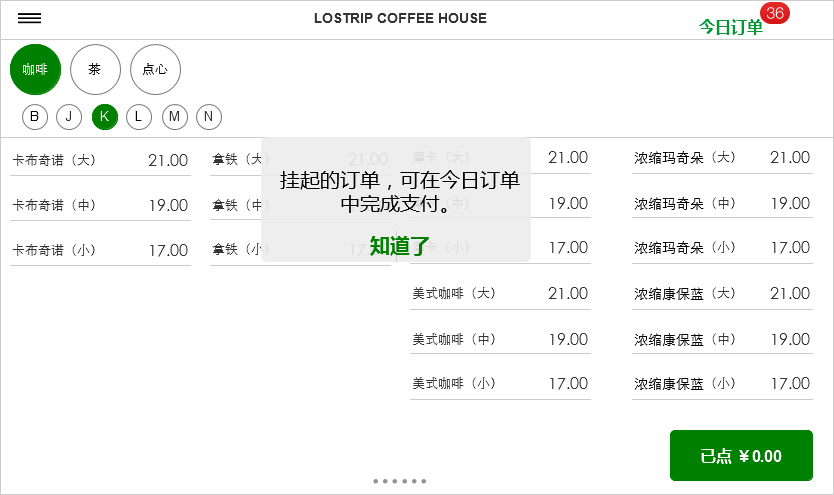 LOSTRIP COFFEE HOUSE
今日订单 36
咖啡 茶 点心
B J K L M N
卡布奇诺（大） 21.00 拿铁（大） 21.00 摩卡（大） 21.00 浓缩玛奇朵（大） 21.00
挂起的订单，可在今日订单
中完成支付。
卡布奇诺（中） 19.00 拿铁（中 19.00 浓缩玛奇朵（中） 19.00
知道了
卡布奇诺（小） 17.00 拿铁（小） 17.00 卡（小） 17.00 浓缩玛奇朵（小） 17.00
美式咖啡（大） 21.00 浓缩康保蓝（大） 21.00
美式咖啡（中） 19.00 浓缩康保蓝（中） 19.00
美式咖啡（小） 17.00 浓缩康保蓝（小） 17.00
已点 ¥0.00